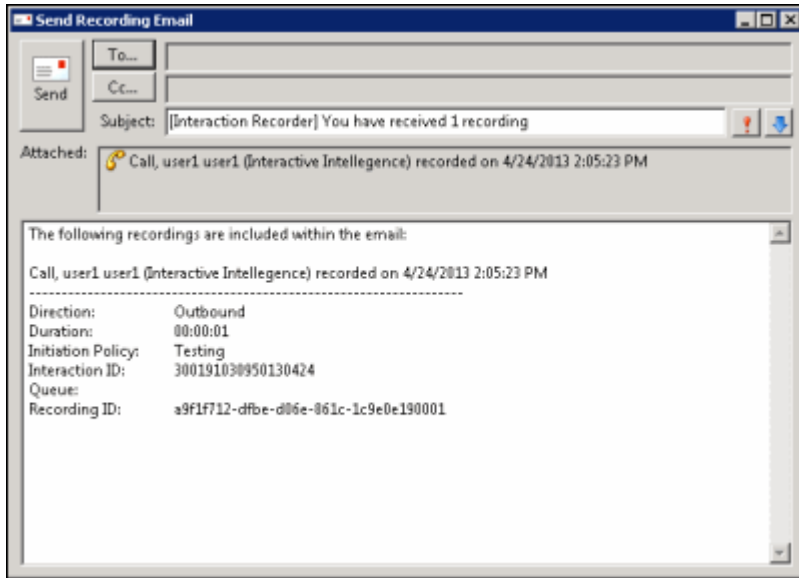 Send Recording Email
To...
Send
Cc...
Subject: [Interaction Recorder] You have received 1 recording
Attached: Call, user1 user1 (Interactive Intellegence) recorded on 4/24/2013 2:05:23 PM
The following recordings are included within the email:
Call, user1 user1 (Interactive Intellegence) recorded on 4/24/2013 2:05:23 PM
----------------------------------------------------------------------
Direction: Outbound
Duration: 00:00:01
Initiation Policy: Testing
Interaction ID: 300191030950130424
Queue:
Recording ID: a9f1f712-dfbe-d06e-861c-1c9e0e190001